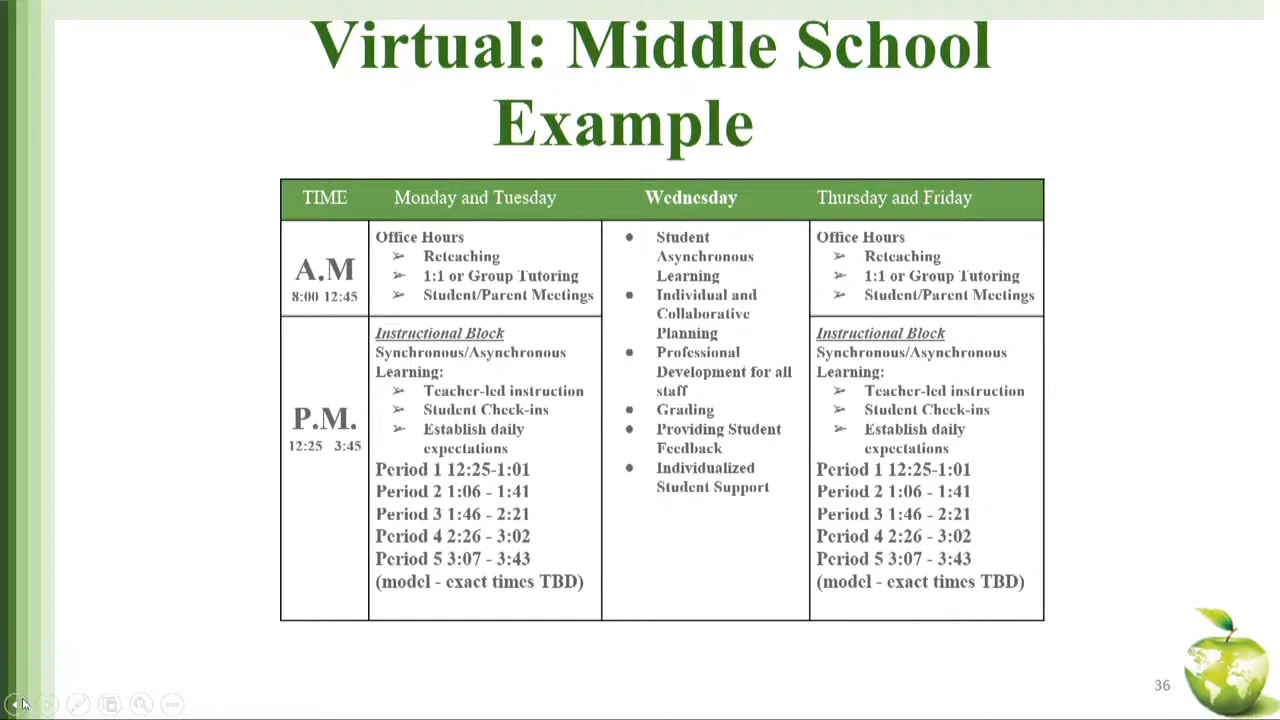 Virtual: Middle School
Example
TIME
Monday and Tuesday
Wednesday
Thursday and Friday
A.M
8:00 12:45
Office Hours
➢ Reteaching
➢ 1:1 or Group Tutoring
➢ Student/Parent Meetings
P.M.
12:25 3:45
Instructional Block
Synchronous/Asynchronous
Learning:
➢ Teacher-led instruction
➢ Student Check-ins
➢ Establish daily
expectations
Period 1 12:25-1:01
Period 2 1:06 - 1:41
Period 3 1:46 - 2:21
Period 4 2:26 - 3:02
Period 5 3:07 - 3:43
(model - exact times TBD)
● Student
Asynchronous
Learning
● Individual and
Collaborative
Planning
● Professional
Development for all
staff
● Grading
● Providing Student
Feedback
● Individualized
Student Support
Office Hours
➢ Reteaching
➢ 1:1 or Group Tutoring
➢ Student/Parent Meetings
Instructional Block
Synchronous/Asynchronous
Learning:
➢ Teacher-led instruction
➢ Student Check-ins
➢ Establish daily
expectations
Period 1 12:25-1:01
Period 2 1:06 - 1:41
Period 3 1:46 - 2:21
Period 4 2:26 - 3:02
Period 5 3:07 - 3:43
(model - exact times TBD)
36